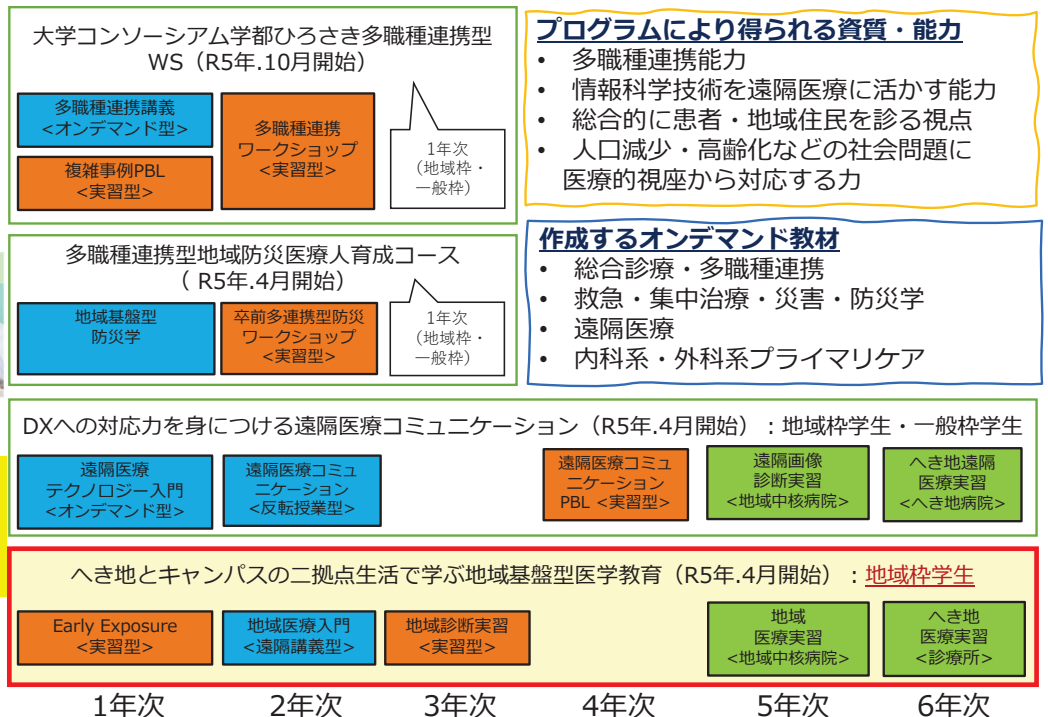 大学コンソーシアム学都ひろさき多職種連携型
WS（R5年.10月開始）
多職種連携講義
<オンデマンド型>
複雑事例PBL
<実習型>
多職種連携
ワークショップ
<実習型>
1年次
（地域枠・
一般枠）
プログラムにより得られる資質・能力
• 多職種連携能力
• 情報科学技術を遠隔医療に活かす能力
• 総合的に患者・地域住民を診る視点
• 人口減少・高齢化などの社会問題に
医療的視座から対応する力
多職種連携型地域防災医療人育成コース
（ R5年.4月開始）
地域基盤型
防災学
卒前多連携型防災
ワークショップ
<実習型>
1年次
（地域枠・
一般枠）
作成するオンデマンド教材
• 総合診療・多職種連携
• 救急・集中治療・災害・防災学
• 遠隔医療
• 内科系・外科系プライマリケア
DXへの対応力を身につける遠隔医療コミュニケーション（R5年.4月開始）：地域枠学生・一般枠学生
遠隔医療
テクノロジー入門
<オンデマンド型>
遠隔医療コミュ
ニケーション
<反転授業型>
遠隔医療コミュ
ニケーション
PBL <実習型>
遠隔画像
診断実習
<地域中核病院>
へき地遠隔
医療実習
<へき地病院>
へき地とキャンパスの二拠点生活で学ぶ地域基盤型医学教育（R5年.4月開始）：地域枠学生
Early Exposure
<実習型>
地域医療入門
<遠隔講義型>
地域診断実習
<実習型>
地域
医療実習
<地域中核病院>
へき地
医療実習
<診療所>
1年次 2年次 3年次 4年次 5年次 6年次